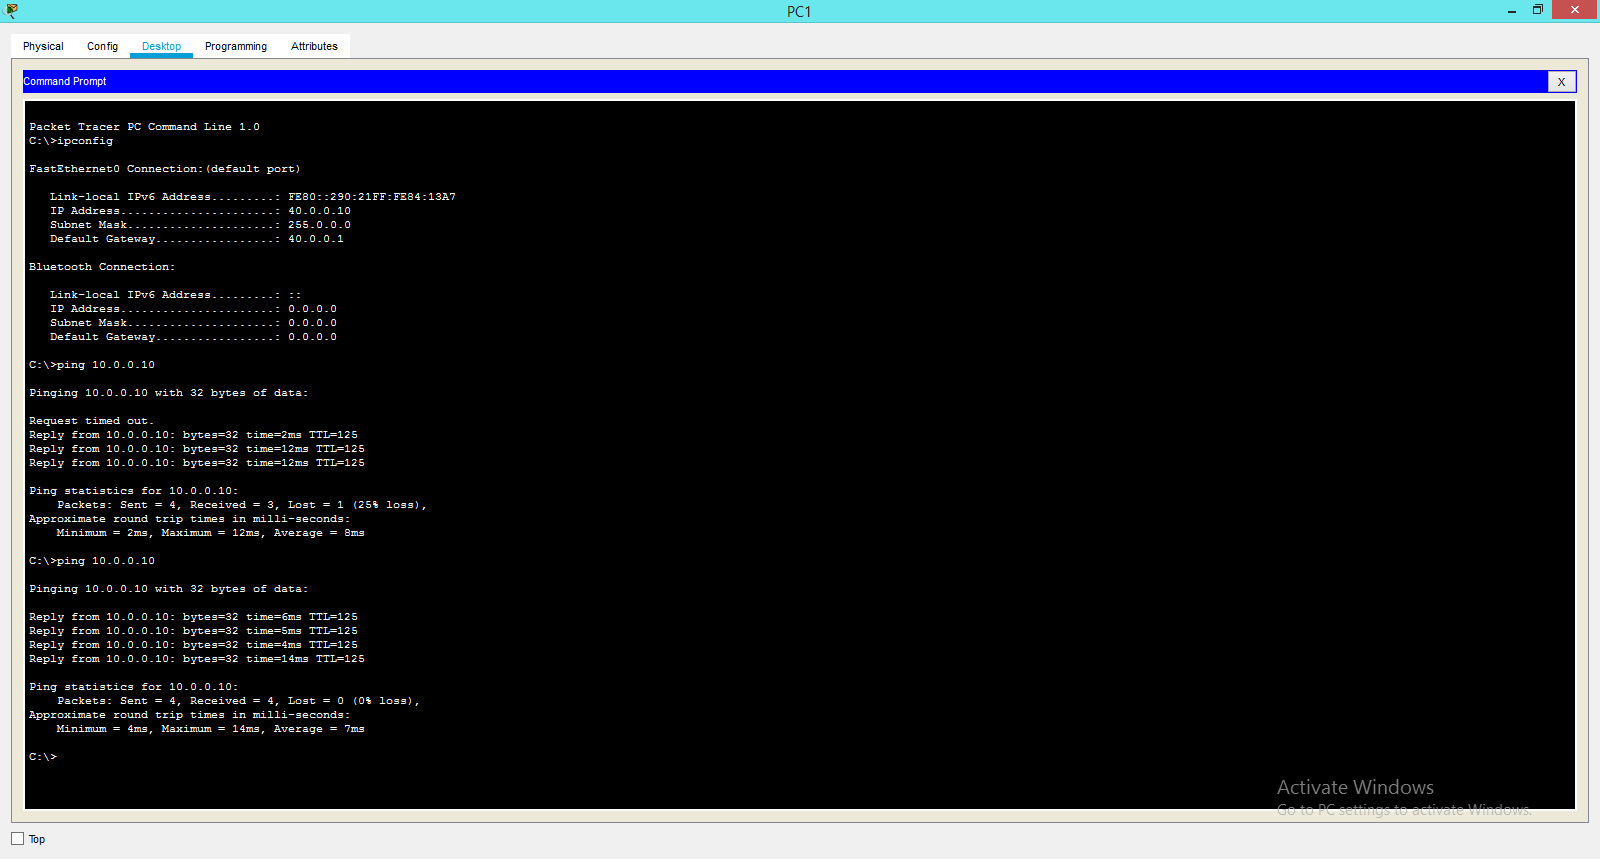 PC1
Physical Config Desktop Programming Attributes
Command Prompt X
Packet Tracer PC Command Line 1.0
C:\>ipconfig
FastEthernet0 Connection:(default port)
Link-local IPv6 Address.........: FE80::290:21FF:FE84:13A7
IP Address......................: 40.0.0.10
Subnet Mask.....................: 255.0.0.0
Default Gateway.................: 40.0.0.1
Bluetooth Connection:
Link-local IPv6 Address.........: ::
IP Address......................: 0.0.0.0
Subnet Mask.....................: 0.0.0.0
Default Gateway.................: 0.0.0.0
C:\>ping 10.0.0.10
Pinging 10.0.0.10 with 32 bytes of data:
Request timed out.
Reply from 10.0.0.10: bytes=32 time=2ms TTL=125
Reply from 10.0.0.10: bytes=32 time=12ms TTL=125
Reply from 10.0.0.10: bytes=32 time=12ms TTL=125
Ping statistics for 10.0.0.10:
Packets: Sent = 4, Received = 3, Lost = 1 (25% loss),
Approximate round trip times in milli-seconds:
Minimum = 2ms, Maximum = 12ms, Average = 8ms
C:\>ping 10.0.0.10
Pinging 10.0.0.10 with 32 bytes of data:
Reply from 10.0.0.10: bytes=32 time=6ms TTL=125
Reply from 10.0.0.10: bytes=32 time=5ms TTL=125
Reply from 10.0.0.10: bytes=32 time=4ms TTL=125
Reply from 10.0.0.10: bytes=32 time=14ms TTL=125
Ping statistics for 10.0.0.10:
Packets: Sent = 4, Received = 4, Lost = 0 (0% loss),
Approximate round trip times in milli-seconds:
Minimum = 4ms, Maximum = 14ms, Average = 7ms
C:\>
Activate Windows
Go to PC settings to activate Windows.
Top